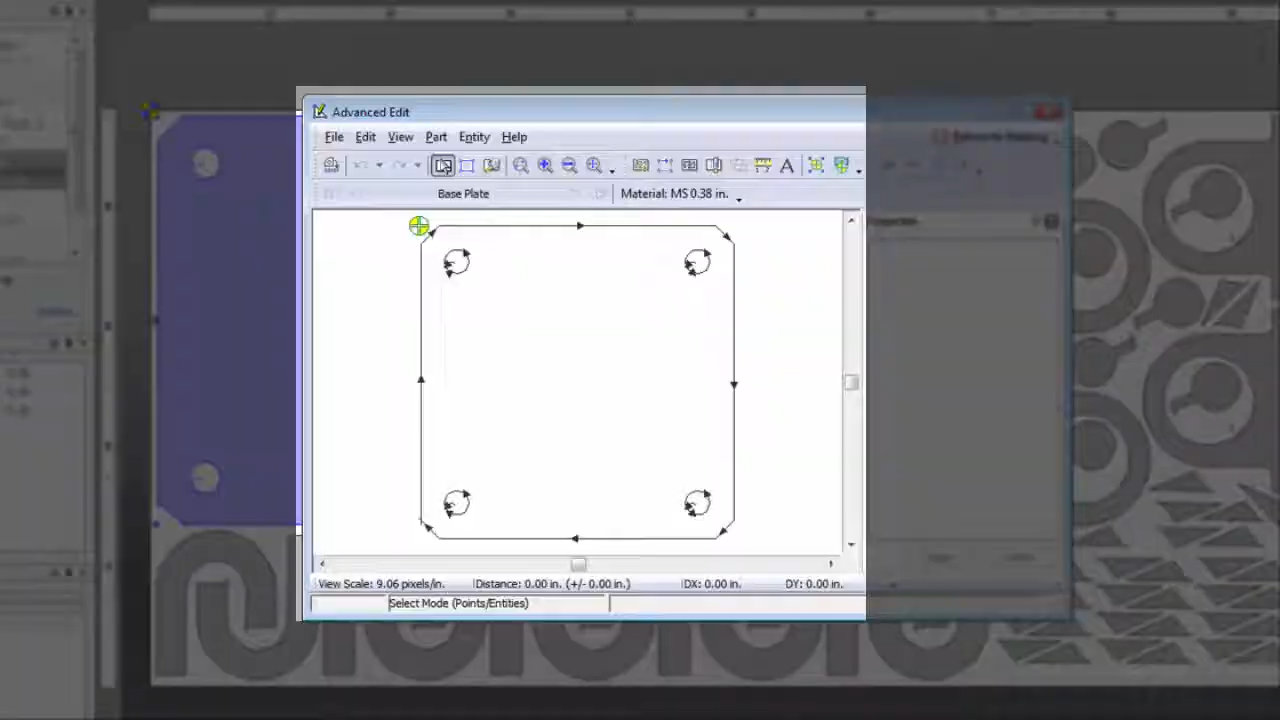 Advanced Edit
File Edit View Part Entity Help
A
Base Plate Material: MS 0.38 in.
View Scale: 9.06 pixels/in. Distance: 0.00 in. (+/- 0.00 in.) DX: 0.00 in. DY: 0.00 in.
Select Mode (Points/Entities)